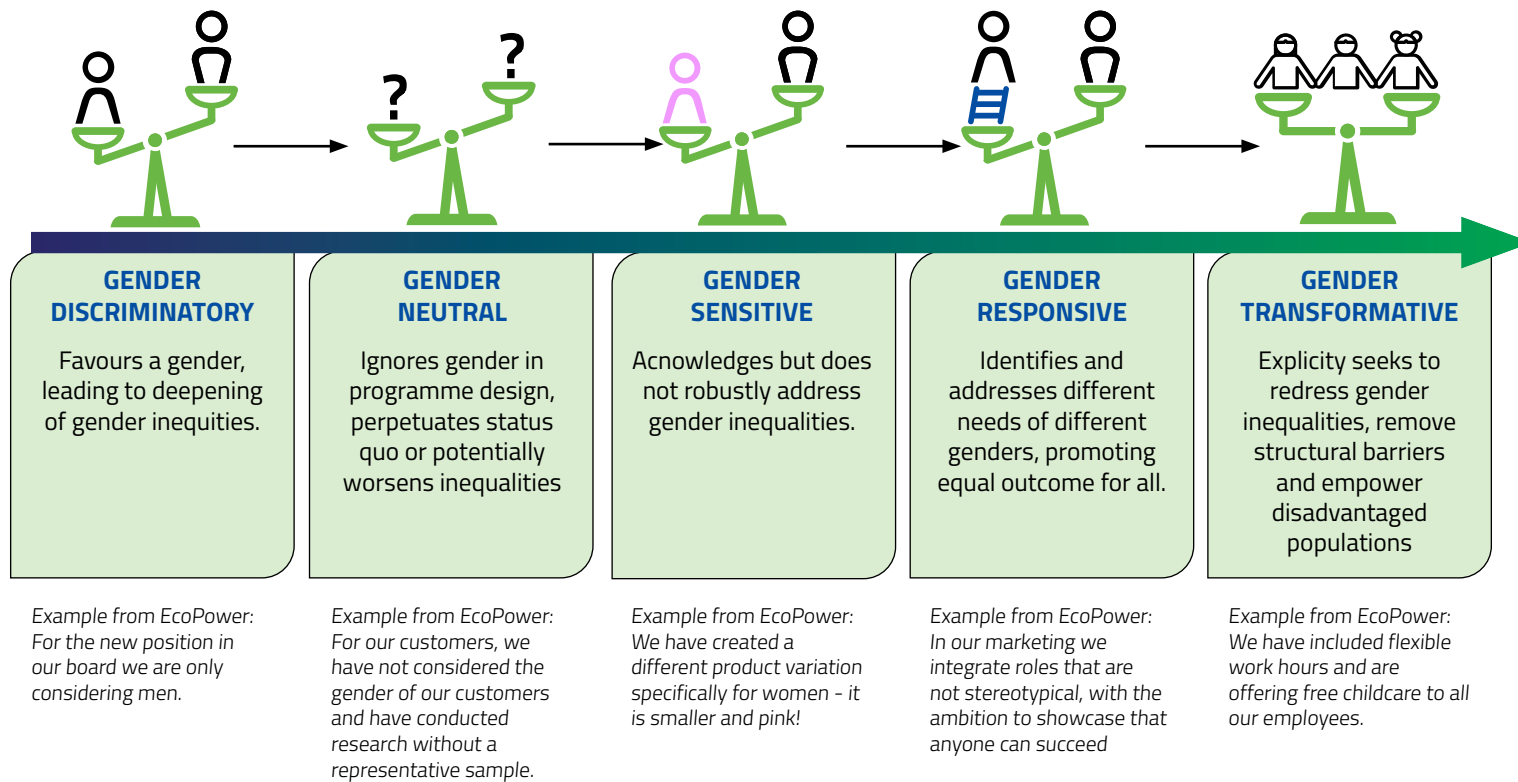 ?
?
GENDER
DISCRIMINATORY
Favours a gender,
leading to deepening
of gender inequities.
GENDER
NEUTRAL
Ignores gender in
programme design,
perpetuates status
quo or potentially
worsens inequalities
GENDER
SENSITIVE
Acnowledges but does
not robustly address
gender inequalities.
GENDER
RESPONSIVE
Identifies and
addresses different
needs of different
genders, promoting
equal outcome for all.
GENDER
TRANSFORMATIVE
Explicity seeks to
redress gender
inequalities, remove
structural barriers
and empower
disadvantaged
populations
Example from EcoPower:
For the new position in
our board we are only
considering men.
Example from EcoPower:
For our customers, we
have not considered the
gender of our customers
and have conducted
research without a
representative sample.
Example from EcoPower:
We have created a
different product variation
specifically for women - it
is smaller and pink!
Example from EcoPower:
In our marketing we
integrate roles that are
not stereotypical, with the
ambition to showcase that
anyone can succeed
Example from EcoPower:
We have included flexible
work hours and are
offering free childcare to all
our employees.